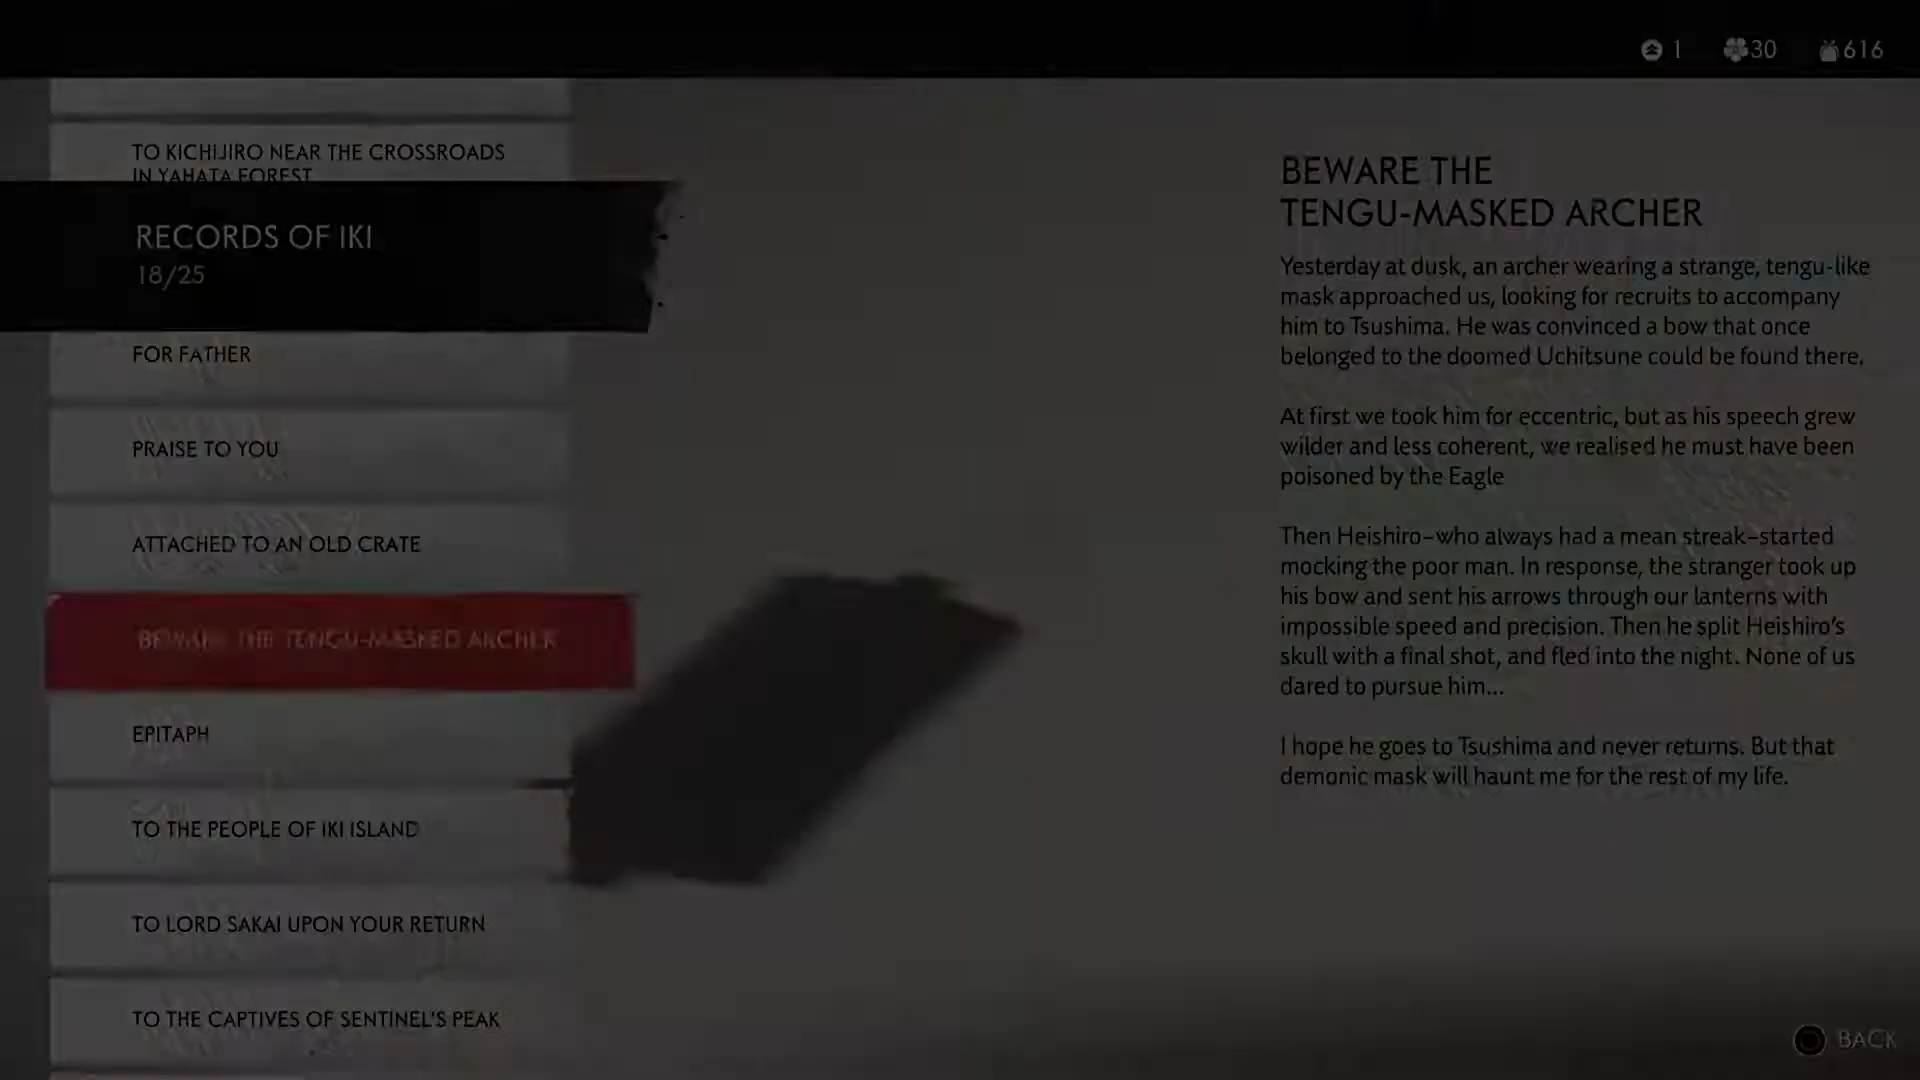 1 30 616
TO KICHIJIRO NEAR THE CROSSROADS
IN YAHATA FOREST
RECORDS OF IKI
18/25
FOR FATHER
PRAISE TO YOU
ATTACHED TO AN OLD CRATE
BEWARE THE TENGU-MASKED ARCHER
EPITAPH
TO THE PEOPLE OF IKI ISLAND
TO LORD SAKAI UPON YOUR RETURN
TO THE CAPTIVES OF SENTINEL'S PEAK
BEWARE THE
TENGU-MASKED ARCHER
Yesterday at dusk, an archer wearing a strange, tengu-like
mask approached us, looking for recruits to accompany
him to Tsushima. He was convinced a bow that once
belonged to the doomed Uchitsune could be found there.
At first we took him for eccentric, but as his speech grew
wilder and less coherent, we realised he must have been
poisoned by the Eagle
Then Heishiro–who always had a mean streak–started
mocking the poor man. In response, the stranger took up
his bow and sent his arrows through our lanterns with
impossible speed and precision. Then he split Heishiro's
skull with a final shot, and fled into the night. None of us
dared to pursue him...
I hope he goes to Tsushima and never returns. But that
demonic mask will haunt me for the rest of my life.
BACK